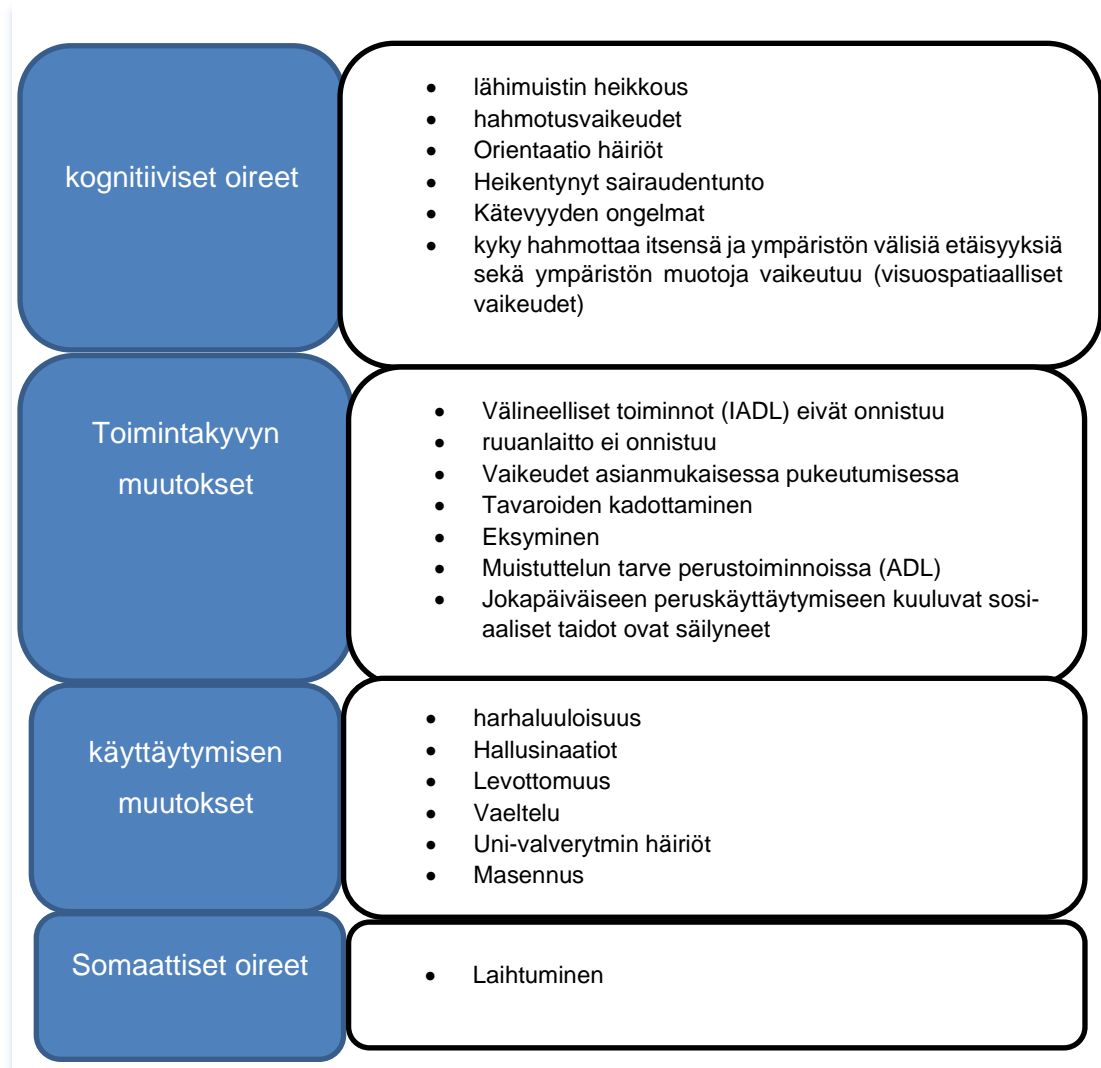 kognitiiviset oireet
• lähimuistin heikkous
• hahmotusvaikeudet
• Orientaatio häiriöt
• Heikentynyt sairaudentunto
• Kätevyyden ongelmat
• kyky hahmottaa itsensä ja ympäristön välisiä etäisyyksiä
sekä ympäristön muotoja vaikeutuu (visuospatiaalliset
vaikeudet)
Toimintakyvyn
muutokset
• Välineelliset toiminnot (IADL) eivät onnistuu
• ruuanlaitto ei onnistuu
• Vaikeudet asianmukaisessa pukeutumisessa
• Tavaroiden kadottaminen
• Eksyminen
• Muistuttelun tarve perustoiminnoissa (ADL)
• Jokapäiväiseen peruskäyttäytymiseen kuuluvat sosi-
aaliset taidot ovat säilyneet
käyttäytymisen
muutokset
• harhaluuloisuus
• Hallusinaatiot
• Levottomuus
• Vaeltelu
• Uni-valverytmin häiriöt
• Masennus
Somaattiset oireet
• Laihtuminen